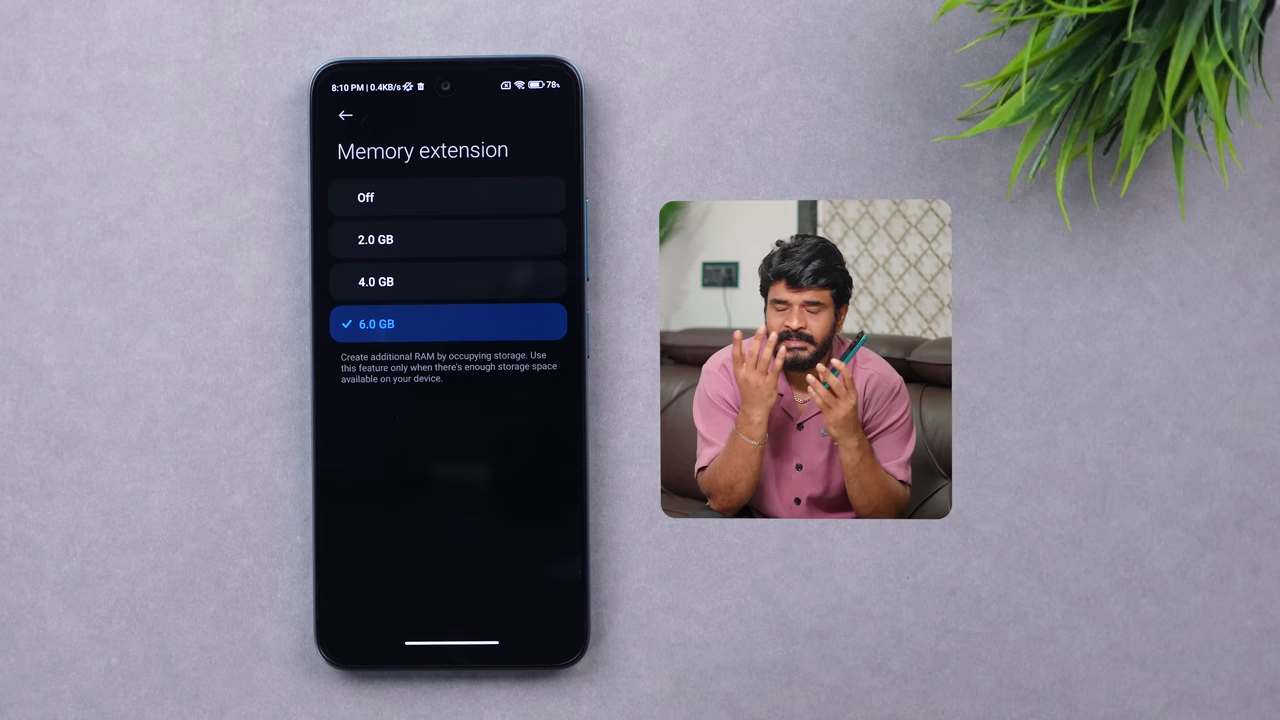 8:10 PM | 0.4KB/s 78%
Memory extension
Off
2.0 GB
4.0 GB
6.0 GB
Create additional RAM by occupying storage. Use
this feature only when there's enough storage space
available on your device.